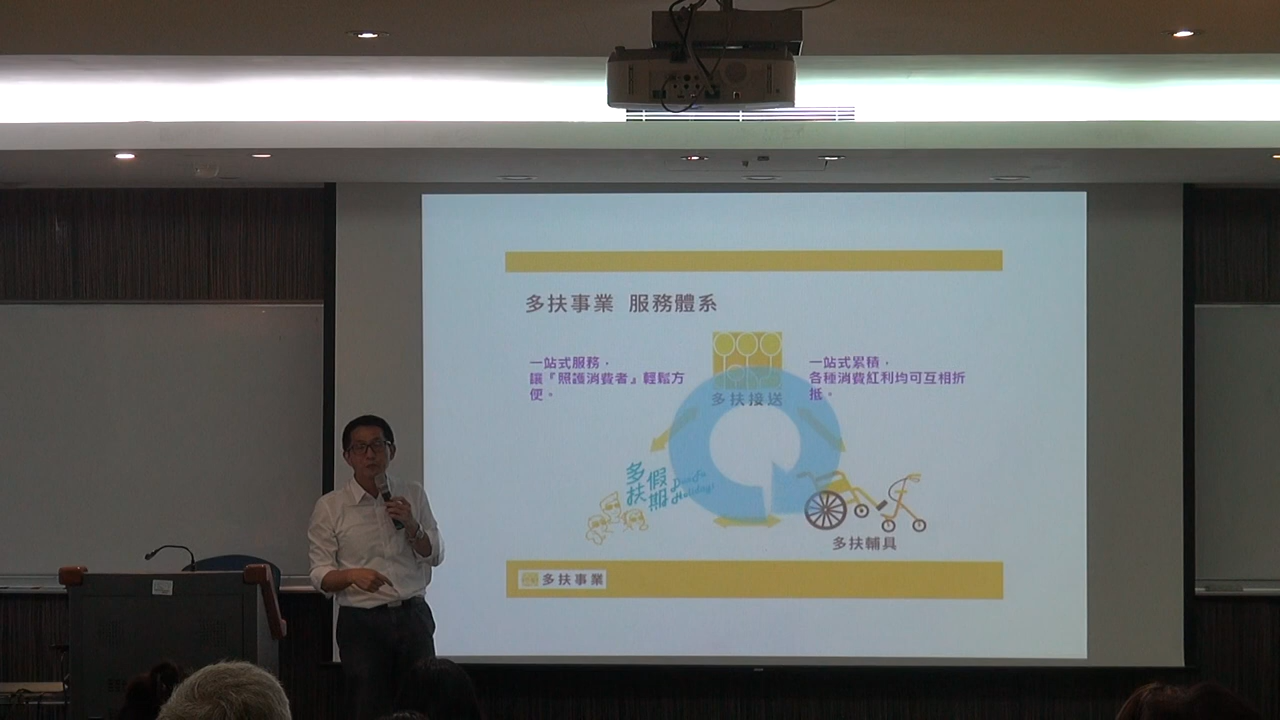 多扶事業 服務體系
一站式服務，
讓『照護消費者』輕鬆方
便。
一站式累積，
各種消費紅利均可互相折
抵。
多扶接送
多扶
假期
Duofu
Holiday!
多扶輔具
多扶事業